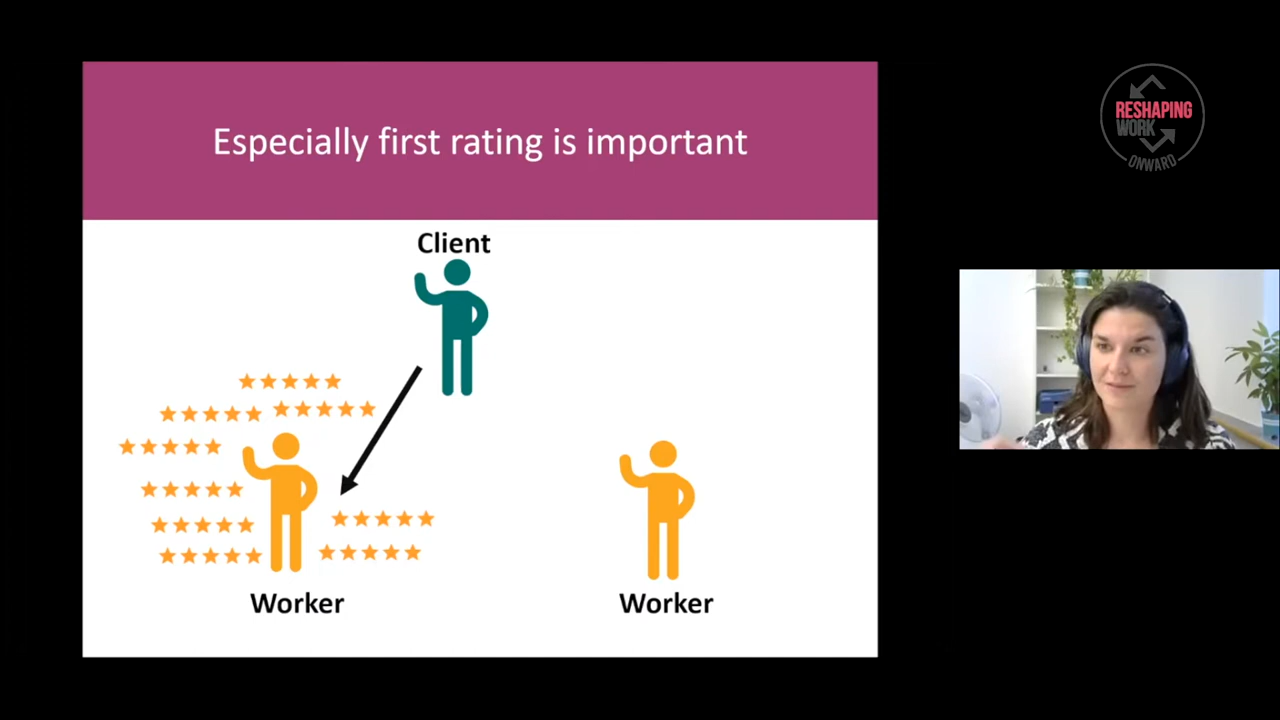 Especially first rating is important
RESHAPING
WORK
ONWARD
Client
Worker
Worker